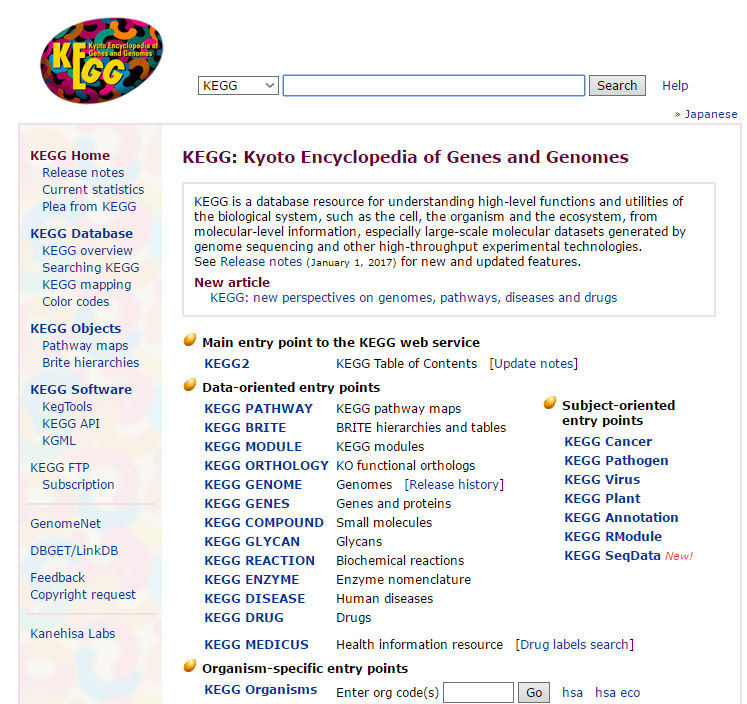 KEGG
Kyoto Encyclopedia of
Genes and Genomes
KEGG
Search
Help
» Japanese
KEGG Home
Release notes
Current statistics
Plea from KEGG
KEGG Database
KEGG overview
Searching KEGG
KEGG mapping
Color codes
KEGG Objects
Pathway maps
Brite hierarchies
KEGG Software
KegTools
KEGG API
KGML
KEGG FTP
Subscription
GenomeNet
DBGET/LinkDB
Feedback
Copyright request
Kanehisa Labs
KEGG: Kyoto Encyclopedia of Genes and Genomes
KEGG is a database resource for understanding high-level functions and utilities of
the biological system, such as the cell, the organism and the ecosystem, from
molecular-level information, especially large-scale molecular datasets generated by
genome sequencing and other high-throughput experimental technologies.
See Release notes (January 1, 2017) for new and updated features.
New article
KEGG: new perspectives on genomes, pathways, diseases and drugs
Main entry point to the KEGG web service
KEGG2 KEGG Table of Contents [Update notes]
Data-oriented entry points
KEGG PATHWAY KEGG pathway maps
KEGG BRITE BRITE hierarchies and tables
KEGG MODULE KEGG modules
KEGG ORTHOLOGY KO functional orthologs
KEGG GENOME Genomes [Release history]
KEGG GENES Genes and proteins
KEGG COMPOUND Small molecules
KEGG GLYCAN Glycans
KEGG REACTION Biochemical reactions
KEGG ENZYME Enzyme nomenclature
KEGG DISEASE Human diseases
KEGG DRUG Drugs
KEGG MEDICUS Health information resource [Drug labels search]
Subject-oriented
entry points
KEGG Cancer
KEGG Pathogen
KEGG Virus
KEGG Plant
KEGG Annotation
KEGG RModule
KEGG SeqData New!
Organism-specific entry points
KEGG Organisms Enter org code(s) Go hsa hsa eco